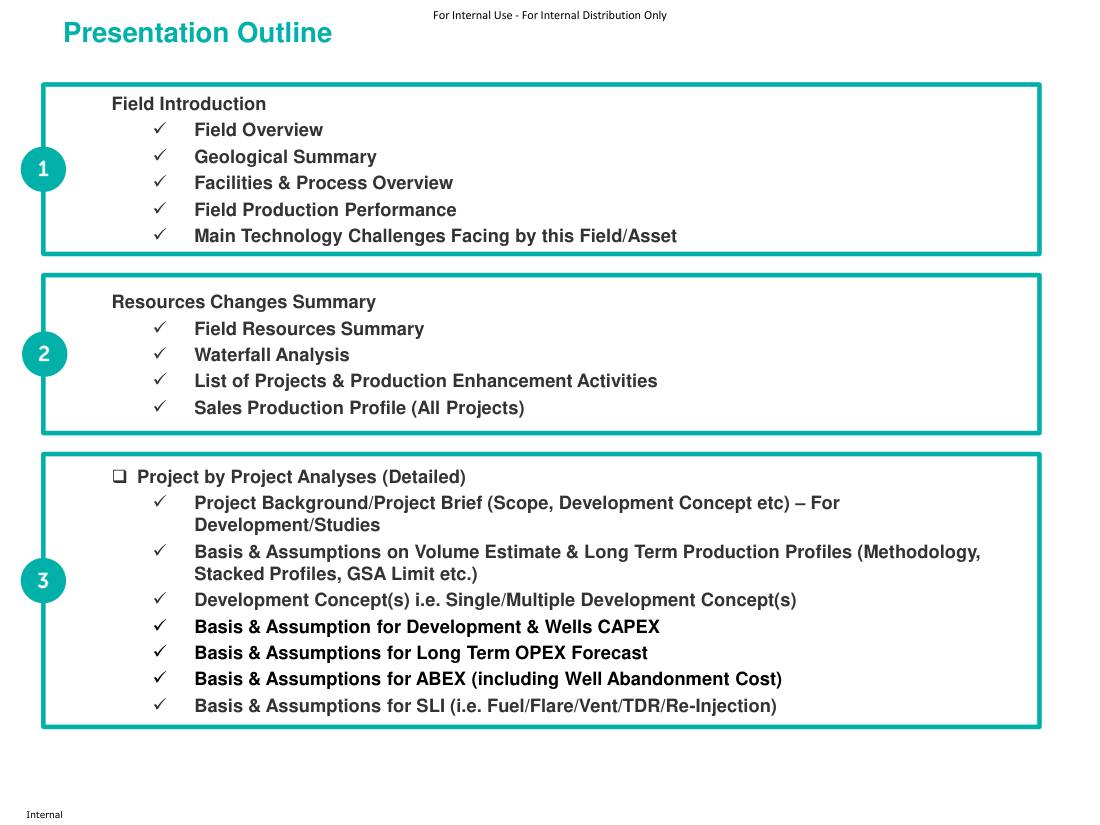 For Internal Use - For Internal Distribution Only
Presentation Outline
1
Field Introduction
✓ Field Overview
✓ Geological Summary
✓ Facilities & Process Overview
✓ Field Production Performance
✓ Main Technology Challenges Facing by this Field/Asset
2
Resources Changes Summary
✓ Field Resources Summary
✓ Waterfall Analysis
✓ List of Projects & Production Enhancement Activities
✓ Sales Production Profile (All Projects)
3
❑ Project by Project Analyses (Detailed)
✓ Project Background/Project Brief (Scope, Development Concept etc) – For
Development/Studies
✓ Basis & Assumptions on Volume Estimate & Long Term Production Profiles (Methodology,
Stacked Profiles, GSA Limit etc.)
✓ Development Concept(s) i.e. Single/Multiple Development Concept(s)
✓ Basis & Assumption for Development & Wells CAPEX
✓ Basis & Assumptions for Long Term OPEX Forecast
✓ Basis & Assumptions for ABEX (including Well Abandonment Cost)
✓ Basis & Assumptions for SLI (i.e. Fuel/Flare/Vent/TDR/Re-Injection)
Internal